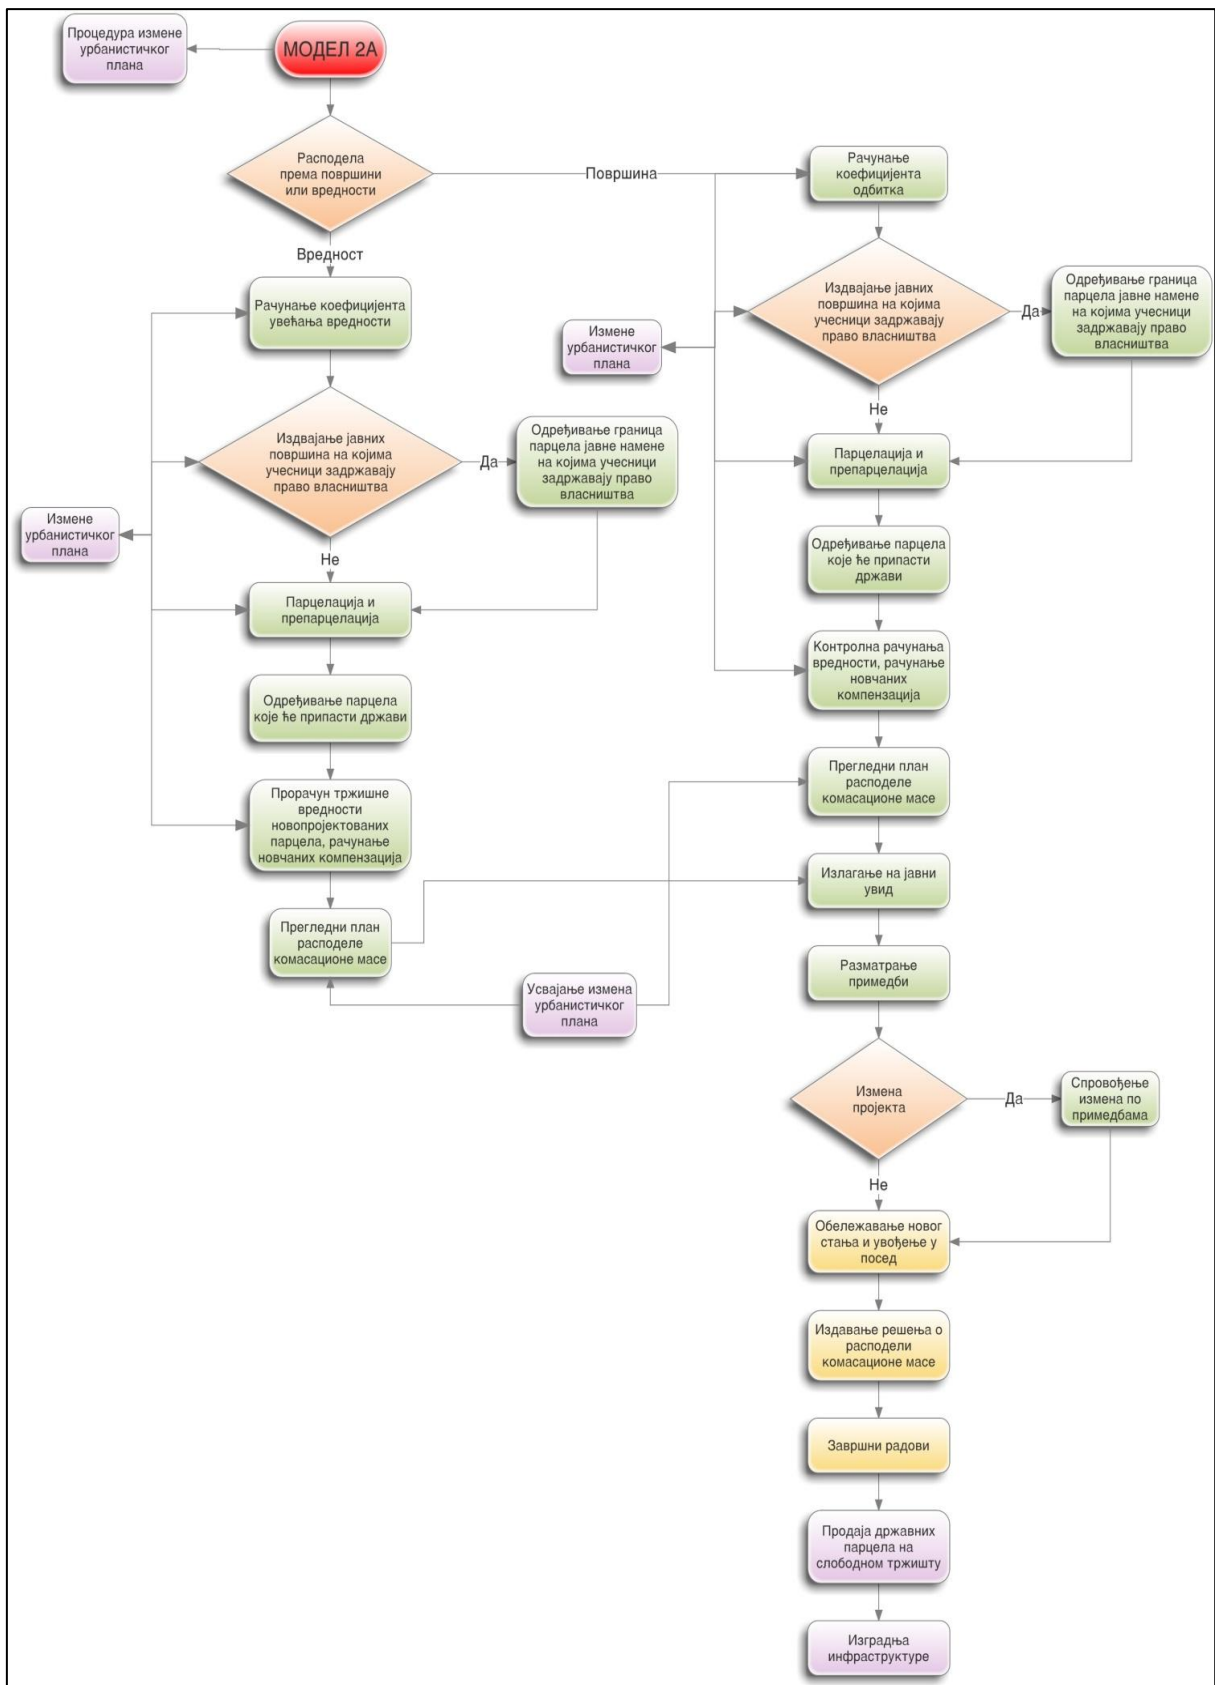 Процедура измене
урбанистичког
плана
МОДЕЛ 2А
Расподела
према површини
или вредности
Површина
Рачунање
коефицијента
одбитка
Вредност
Рачунање коефицијента
увећања вредности
Издвајање јавних
површина на којима
учесници задржавају
право власништва
Да
Одређивање граница
парцела јавне намене
на којима учесници
задржавају право
власништва
Измене
урбанистичког
плана
Не
Издвајање јавних
површина на којима
учесници задржавају
право власништва
Да
Одређивање граница
парцела јавне намене
на којима учесници
задржавају право
власништва
Парцелација и
препарцелација
Измене
урбанистичког
плана
Не
Одређивање парцела
које ће припасти
држави
Парцелација и
препарцелација
Контролна рачунања
вредности, рачунање
новчаних
компензација
Одређивање парцела
које ће припасти држави
Прегледни план
расподеле
комасационе масе
Прорачун тржишне
вредности
новопројектованих
парцела, рачунање
новчаних компензација
Излагање на јавни
увид
Прегледни план
расподеле
комасационе масе
Разматрање
примедби
Усвајање измена
урбанистичког
плана
Измена
пројекта
Да
Спровођење
измена по
примедбама
Не
Обележавање новог
стања и увођење у
посед
Издавање решења о
расподели
комасационе масе
Завршни радови
Продаја државних
парцела на
слободном тржишту
Изградња
инфраструктуре